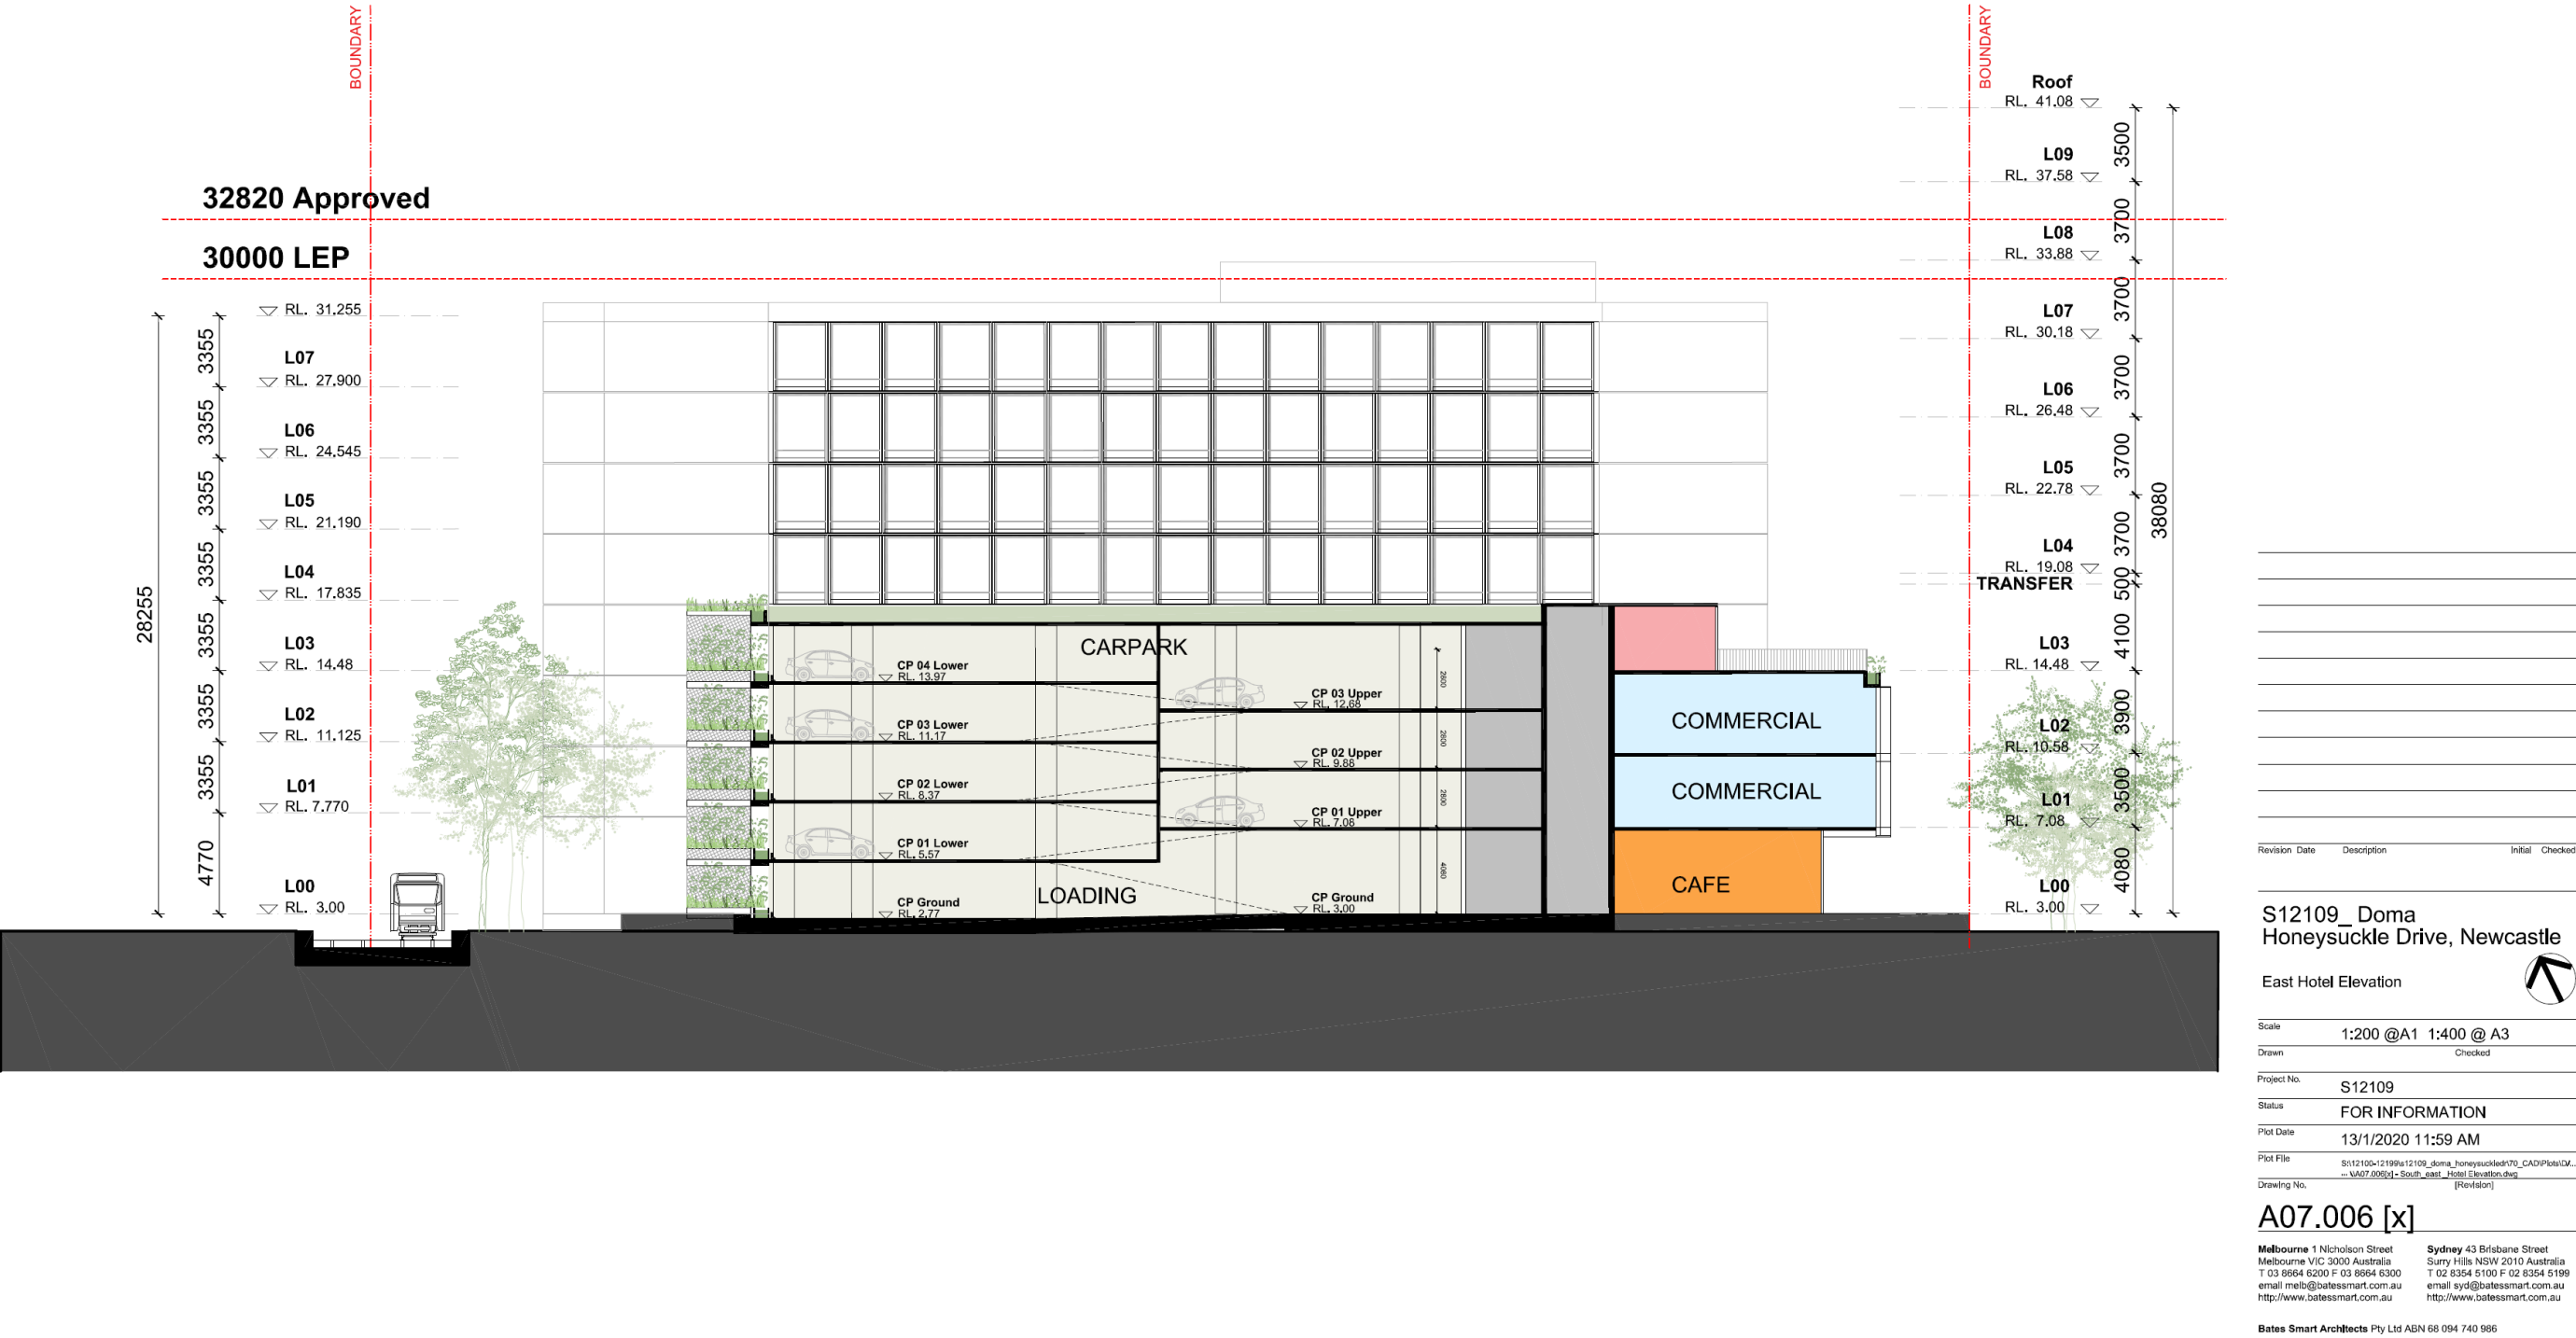 BOUNDARY
BOUNDARY
32820 Approved
30000 LEP
RL. 31.255
L07
RL. 27.900
L06
RL. 24.545
L05
RL. 21.190
L04
RL. 17.835
L03
RL. 14.48
L02
RL. 11.125
L01
RL. 7.770
L00
RL. 3.00
3355
3355
3355
3355
3355
3355
3355
4770
28255
CARPARK
CP 04 Lower
RL. 13.97
CP 03 Lower
RL. 11.17
CP 02 Lower
RL. 8.37
CP 01 Lower
RL. 5.57
CP Ground
RL. 2.77
LOADING
CP 03 Upper
RL. 12.68
CP 02 Upper
RL. 9.88
CP 01 Upper
RL. 7.08
CP Ground
RL. 3.00
2800
2800
2800
4080
COMMERCIAL
COMMERCIAL
CAFE
Roof
RL. 41.08
L09
RL. 37.58
L08
RL. 33.88
L07
RL. 30.18
L06
RL. 26.48
L05
RL. 22.78
L04
RL. 19.08
TRANSFER
L03
RL. 14.48
L02
RL. 10.58
L01
RL. 7.08
L00
RL. 3.00
3500
3700
3700
3700
3700
3700
500
4100
3900
3500
4080
38080
Revision Date Description Initial Checked
S12109_ Doma
Honeysuckle Drive, Newcastle
East Hotel Elevation
Scale 1:200 @A1 1:400 @ A3
Drawn Checked
Project No. S12109
Status FOR INFORMATION
Plot Date 13/1/2020 11:59 AM
Plot File S:\12100-12199\s12109_doma_honeysuckledr\70_CAD\Plots\D/...
... \A07.006[x] - South_east_Hotel Elevation.dwg
Drawing No. [Revision]
A07.006 [x]
Melbourne 1 Nicholson Street
Melbourne VIC 3000 Australia
T 03 8664 6200 F 03 8664 6300
email melb@batessmart.com.au
http://www.batessmart.com.au
Sydney 43 Brisbane Street
Surry Hills NSW 2010 Australia
T 02 8354 5100 F 02 8354 5199
email syd@batessmart.com.au
http://www.batessmart.com.au
Bates Smart Architects Pty Ltd ABN 68 094 740 986